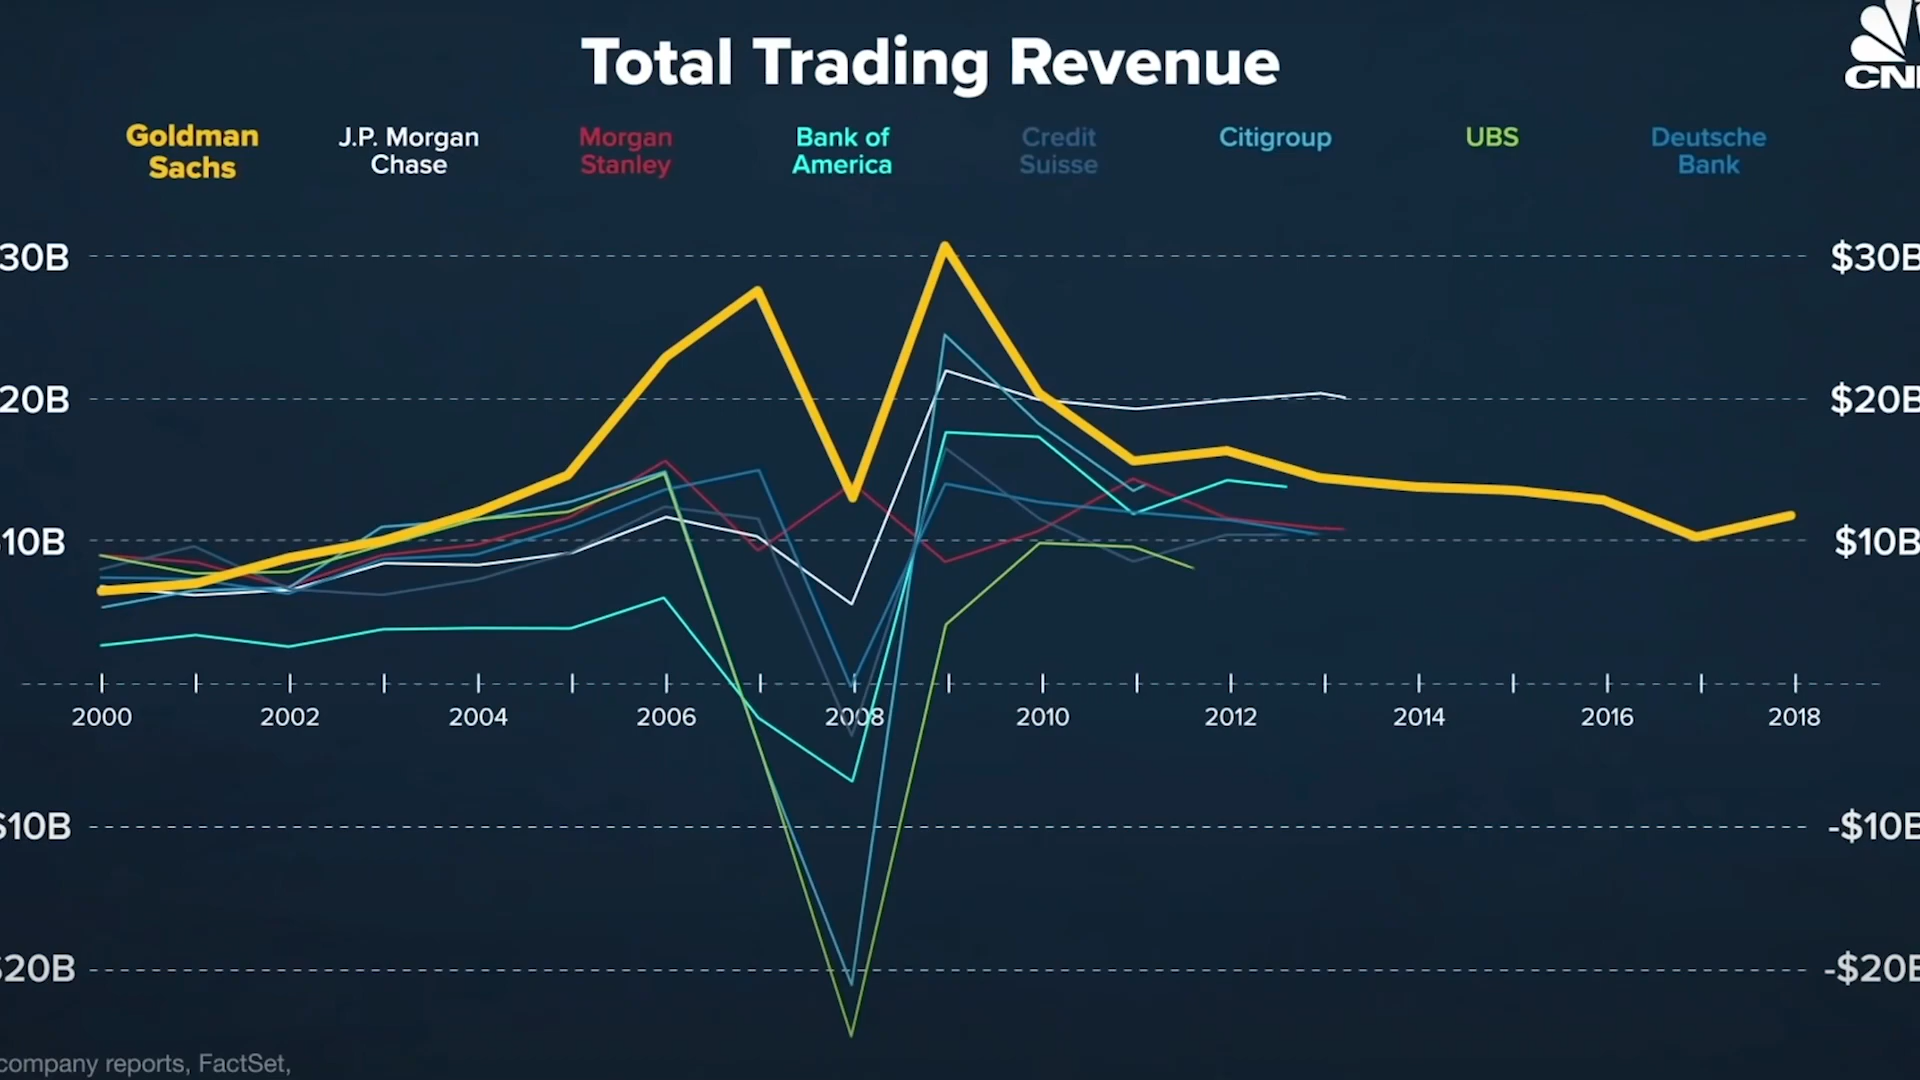 Total Trading Revenue
CN
Goldman Sachs
J.P. Morgan Chase
Morgan Stanley
Bank of America
Credit Suisse
Citigroup
UBS
Deutsche Bank
30B
$30B
20B
$20B
10B
$10B
2000 2002 2004 2006 2008 2010 2012 2014 2016 2018
$10B
-$10B
$20B
-$20B
company reports, FactSet,